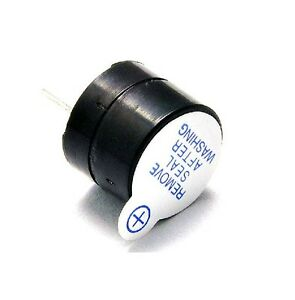 REMOVE
SEAL
AFTER
WASHING
+